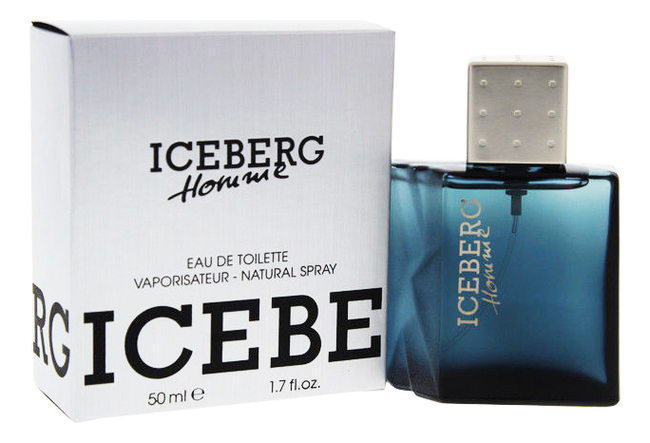 ICEBERG
Homme
EAU DE TOILETTE
VAPORISATEUR - NATURAL SPRAY
RG ICEBE
50 ml e 1.7 fl.oz.
ICEBERG
Homme